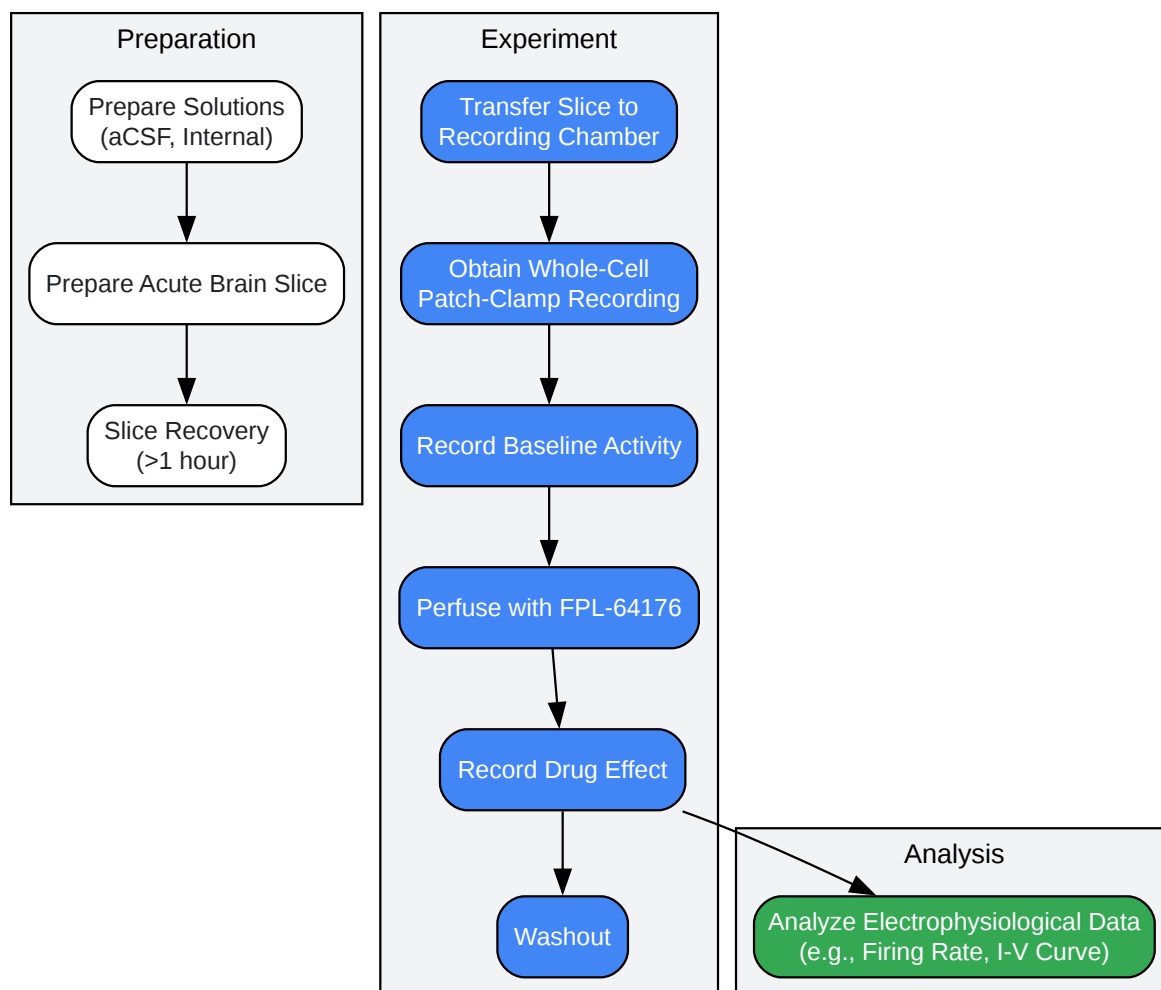 Preparation
Prepare Solutions
(aCSF, Internal)
Prepare Acute Brain Slice
Slice Recovery
(>1 hour)
Experiment
Transfer Slice to
Recording Chamber
Obtain Whole-Cell
Patch-Clamp Recording
Record Baseline Activity
Perfuse with FPL-64176
Record Drug Effect
Washout
Analysis
Analyze Electrophysiological Data
(e.g., Firing Rate, I-V Curve)